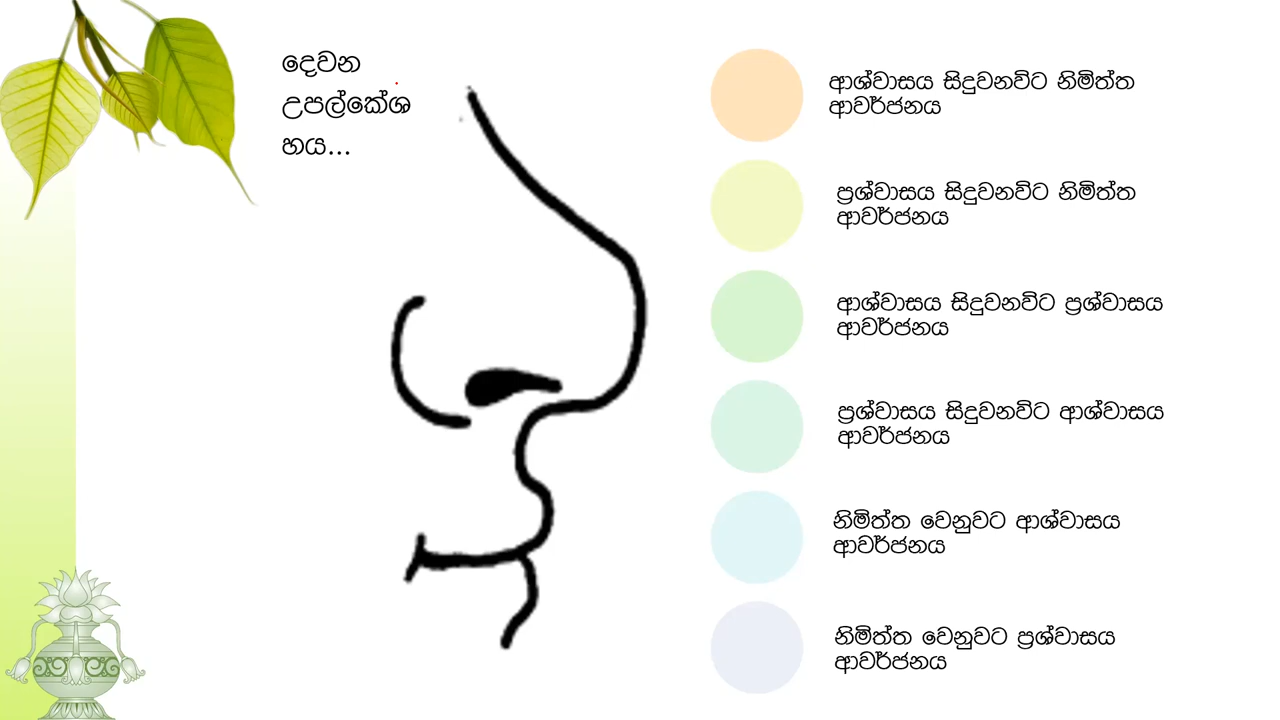 දෙවන
උපල්කේශ
හය...
ආශ්වාසය සිදුවනවිට නිමිත්ත
ආවර්ජනය
ප්‍රශ්වාසය සිදුවනවිට නිමිත්ත
ආවර්ජනය
ආශ්වාසය සිදුවනවිට ප්‍රශ්වාසය
ආවර්ජනය
ප්‍රශ්වාසය සිදුවනවිට ආශ්වාසය
ආවර්ජනය
නිමිත්ත වෙනුවට ආශ්වාසය
ආවර්ජනය
නිමිත්ත වෙනුවට ප්‍රශ්වාසය
ආවර්ජනය